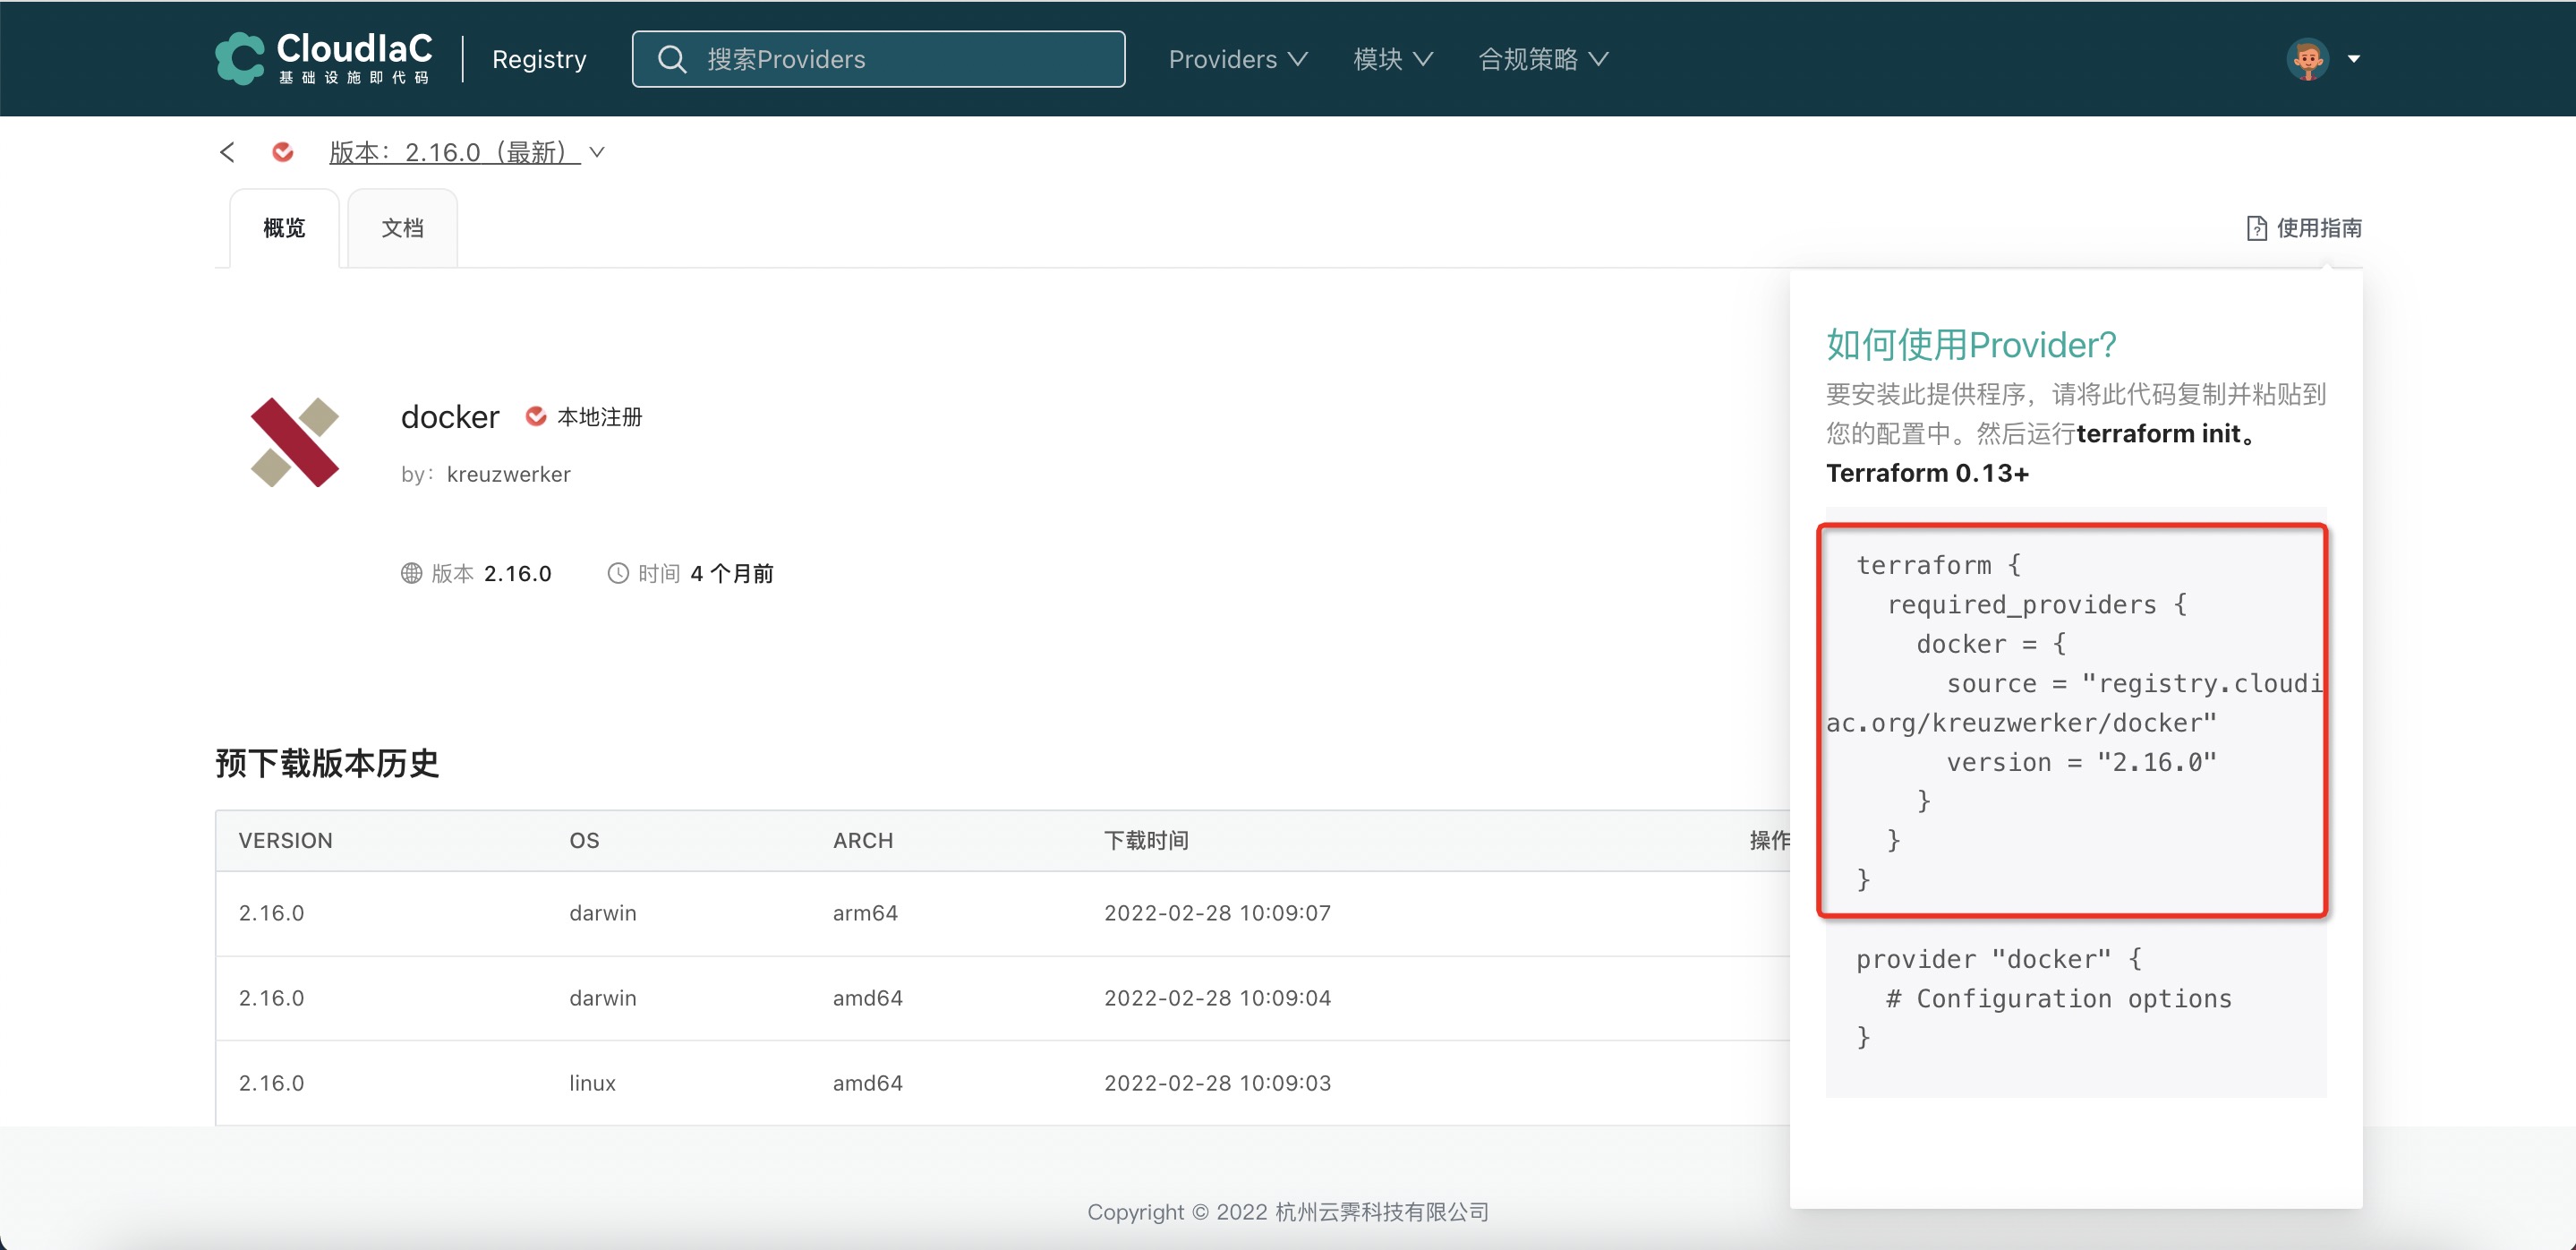 CloudIaC
基础设施即代码
Registry
搜索Providers
Providers
模块
合规策略
版本：2.16.0（最新）
概览
文档
使用指南
docker
本地注册
by：kreuzwerker
版本 2.16.0
时间 4 个月前
预下载版本历史
VERSION OS ARCH 下载时间 操作
2.16.0 darwin arm64 2022-02-28 10:09:07
2.16.0 darwin amd64 2022-02-28 10:09:04
2.16.0 linux amd64 2022-02-28 10:09:03
如何使用Provider?
要安装此提供程序，请将此代码复制并粘贴到
您的配置中。然后运行terraform init。
Terraform 0.13+
terraform {
required_providers {
docker = {
source = "registry.cloudi
ac.org/kreuzwerker/docker"
version = "2.16.0"
}
}
}
provider "docker" {
# Configuration options
}
Copyright © 2022 杭州云霁科技有限公司